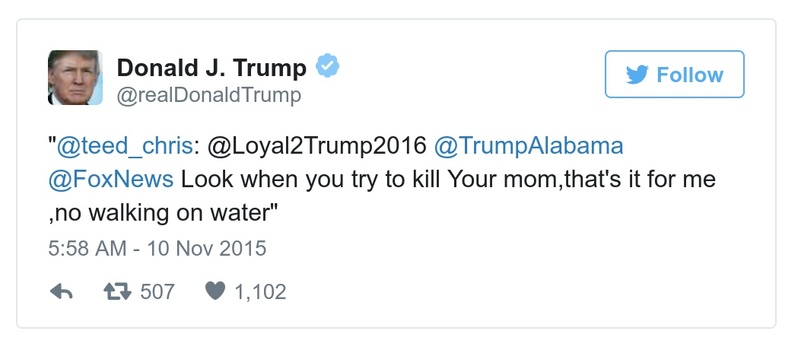 Donald J. Trump
@realDonaldTrump
Follow
"@teed_chris: @Loyal2Trump2016 @TrumpAlabama
@FoxNews Look when you try to kill Your mom,that's it for me
,no walking on water"
5:58 AM - 10 Nov 2015
507 1,102